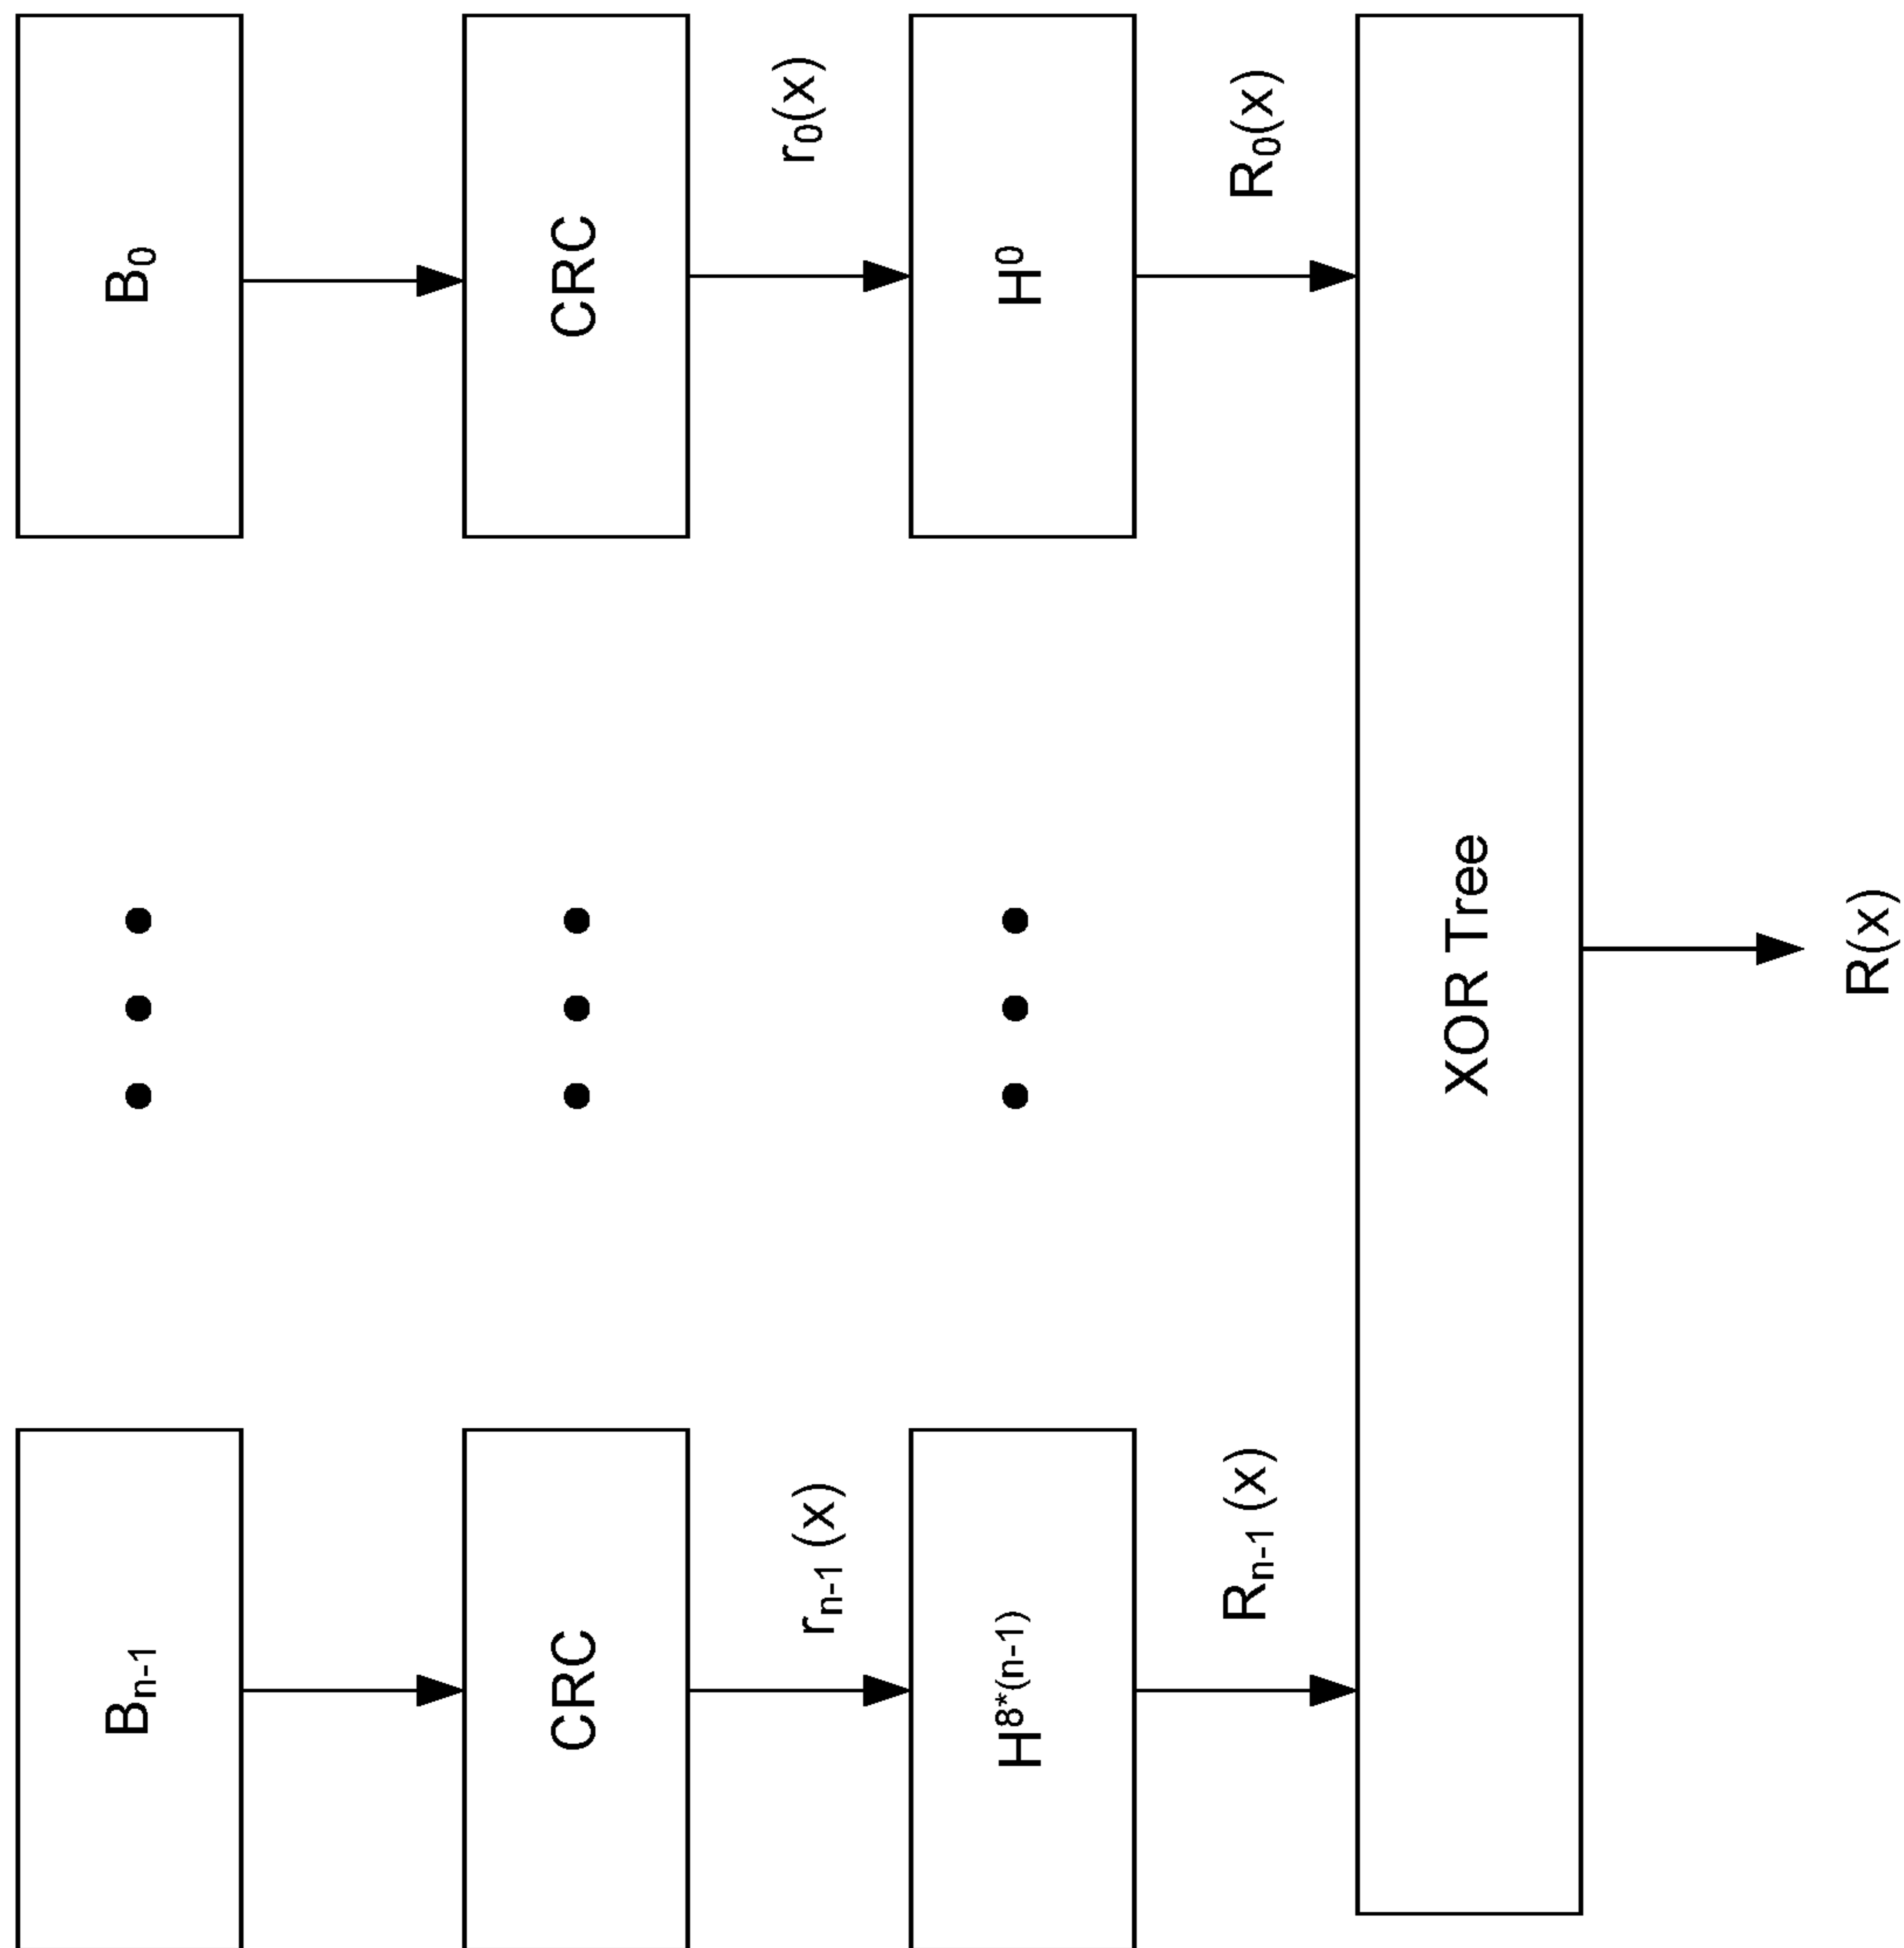 B₀
CRC
r₀(x)
H⁰
R₀(x)
Bₙ₋₁
CRC
rₙ₋₁ (x)
H⁸*⁽ⁿ⁻¹⁾
Rₙ₋₁ (x)
XOR Tree
R(x)